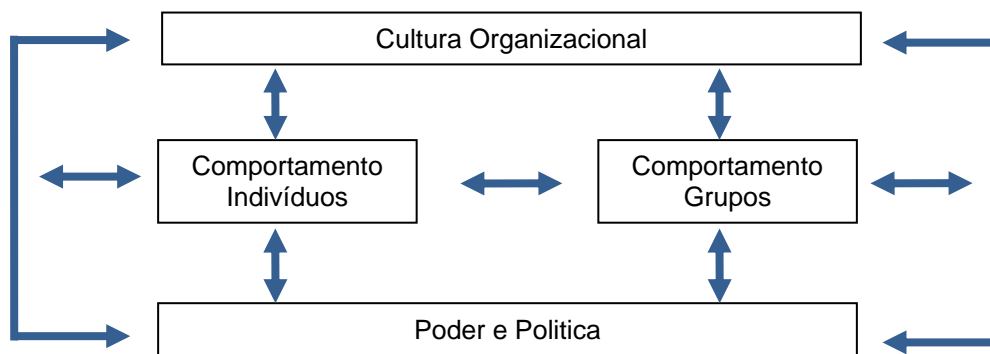 Cultura Organizacional
Comportamento
Indivíduos
Comportamento
Grupos
Poder e Politica